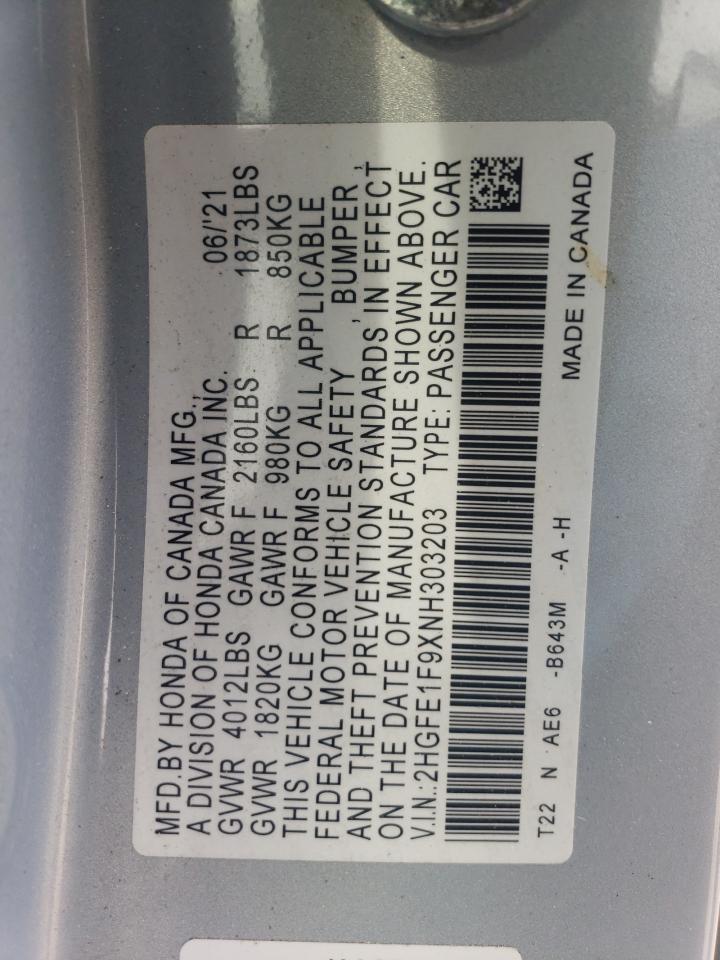 MFD.BY HONDA OF CANADA MFG.,
A DIVISION OF HONDA CANADA INC. 06/'21
GVWR 4012LBS GAWR F 2160LBS R 1873LBS
GVWR 1820KG GAWR F 980KG R 850KG
THIS VEHICLE CONFORMS TO ALL APPLICABLE
FEDERAL MOTOR VEHICLE SAFETY , BUMPER ,
AND THEFT PREVENTION STANDARDS IN EFFECT
ON THE DATE OF MANUFACTURE SHOWN ABOVE.
V.I.N.:2HGFE1F9XNH303203 TYPE: PASSENGER CAR
T22 N AE6 -B643M -A -H MADE IN CANADA